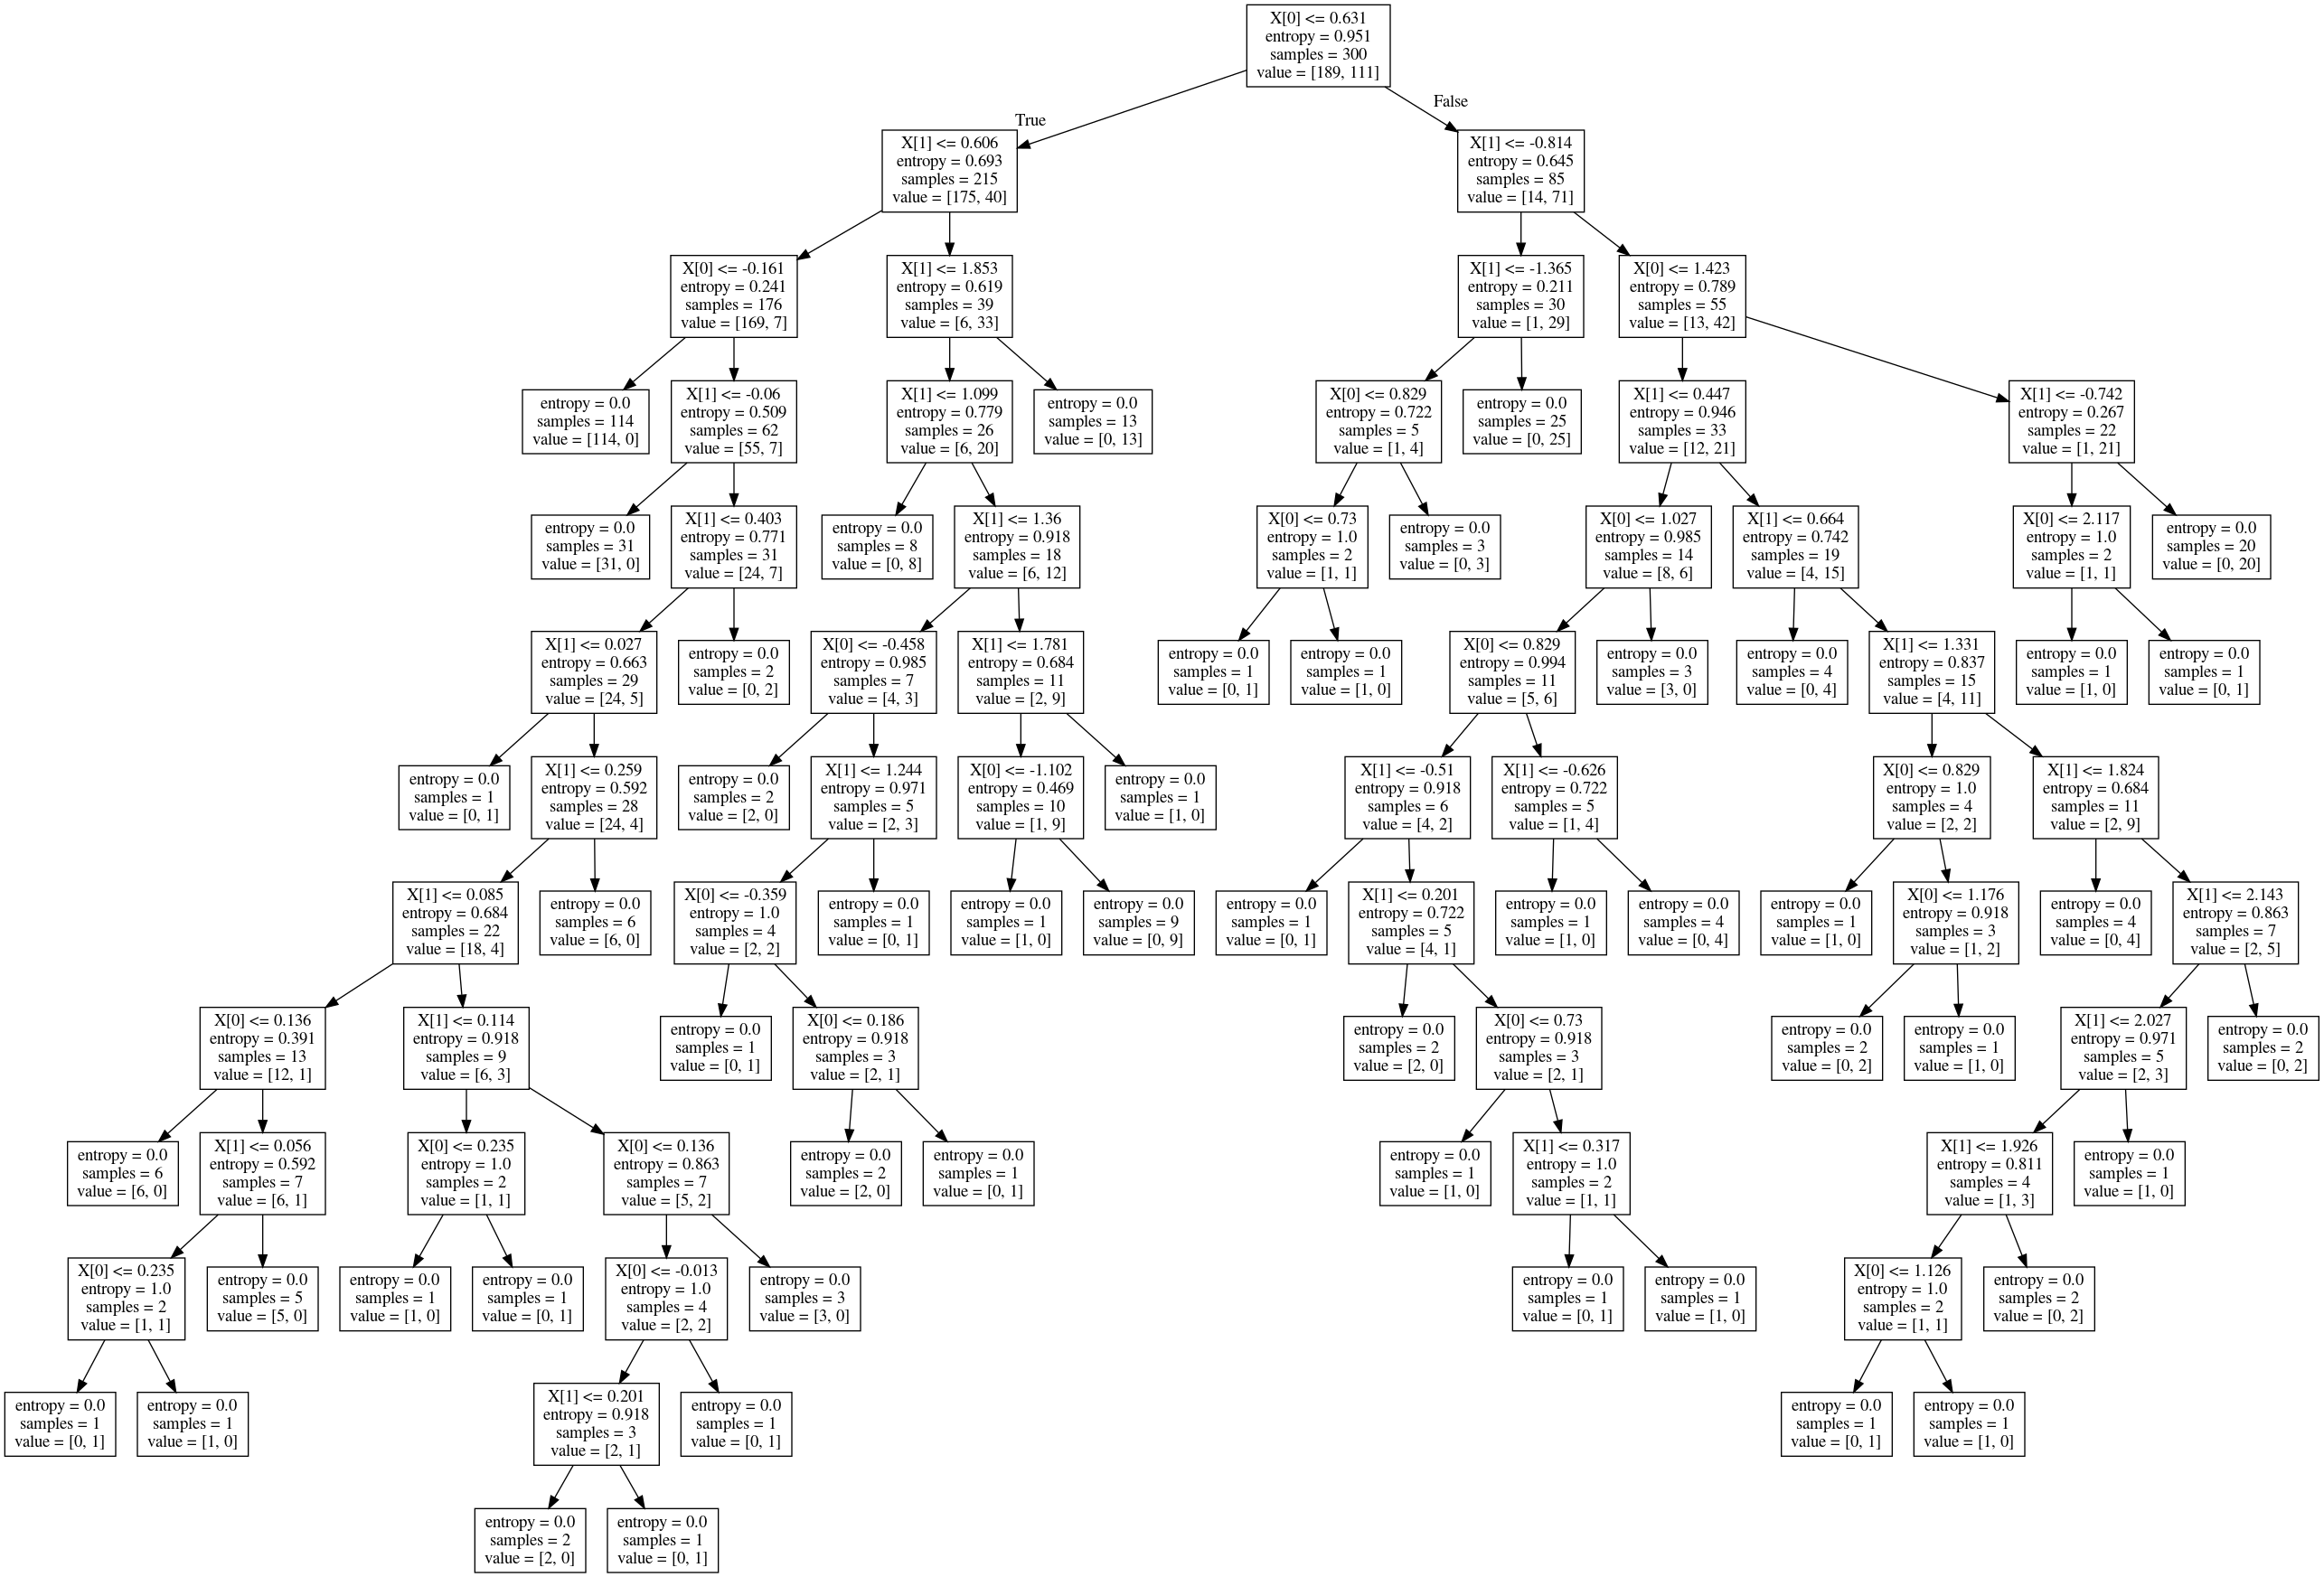 X[0] <= 0.631
entropy = 0.951
samples = 300
value = [189, 111]
True
False
X[1] <= 0.606
entropy = 0.693
samples = 215
value = [175, 40]
X[1] <= -0.814
entropy = 0.645
samples = 85
value = [14, 71]
X[0] <= -0.161
entropy = 0.241
samples = 176
value = [169, 7]
X[1] <= 1.853
entropy = 0.619
samples = 39
value = [6, 33]
X[1] <= -1.365
entropy = 0.211
samples = 30
value = [1, 29]
X[0] <= 1.423
entropy = 0.789
samples = 55
value = [13, 42]
entropy = 0.0
samples = 114
value = [114, 0]
X[1] <= -0.06
entropy = 0.509
samples = 62
value = [55, 7]
X[1] <= 1.099
entropy = 0.779
samples = 26
value = [6, 20]
entropy = 0.0
samples = 13
value = [0, 13]
X[0] <= 0.829
entropy = 0.722
samples = 5
value = [1, 4]
entropy = 0.0
samples = 25
value = [0, 25]
X[1] <= 0.447
entropy = 0.946
samples = 33
value = [12, 21]
X[1] <= -0.742
entropy = 0.267
samples = 22
value = [1, 21]
entropy = 0.0
samples = 31
value = [31, 0]
X[1] <= 0.403
entropy = 0.771
samples = 31
value = [24, 7]
entropy = 0.0
samples = 8
value = [0, 8]
X[1] <= 1.36
entropy = 0.918
samples = 18
value = [6, 12]
X[0] <= 0.73
entropy = 1.0
samples = 2
value = [1, 1]
entropy = 0.0
samples = 3
value = [0, 3]
X[0] <= 1.027
entropy = 0.985
samples = 14
value = [8, 6]
X[1] <= 0.664
entropy = 0.742
samples = 19
value = [4, 15]
X[0] <= 2.117
entropy = 1.0
samples = 2
value = [1, 1]
entropy = 0.0
samples = 20
value = [0, 20]
X[1] <= 0.027
entropy = 0.663
samples = 29
value = [24, 5]
entropy = 0.0
samples = 2
value = [0, 2]
X[0] <= -0.458
entropy = 0.985
samples = 7
value = [4, 3]
X[1] <= 1.781
entropy = 0.684
samples = 11
value = [2, 9]
entropy = 0.0
samples = 1
value = [0, 1]
entropy = 0.0
samples = 1
value = [1, 0]
X[0] <= 0.829
entropy = 0.994
samples = 11
value = [5, 6]
entropy = 0.0
samples = 3
value = [3, 0]
entropy = 0.0
samples = 4
value = [0, 4]
X[1] <= 1.331
entropy = 0.837
samples = 15
value = [4, 11]
entropy = 0.0
samples = 1
value = [1, 0]
entropy = 0.0
samples = 1
value = [0, 1]
entropy = 0.0
samples = 1
value = [0, 1]
X[1] <= 0.259
entropy = 0.592
samples = 28
value = [24, 4]
entropy = 0.0
samples = 2
value = [2, 0]
X[1] <= 1.244
entropy = 0.971
samples = 5
value = [2, 3]
X[0] <= -1.102
entropy = 0.469
samples = 10
value = [1, 9]
entropy = 0.0
samples = 1
value = [1, 0]
X[1] <= -0.51
entropy = 0.918
samples = 6
value = [4, 2]
X[1] <= -0.626
entropy = 0.722
samples = 5
value = [1, 4]
X[0] <= 0.829
entropy = 1.0
samples = 4
value = [2, 2]
X[1] <= 1.824
entropy = 0.684
samples = 11
value = [2, 9]
X[1] <= 0.085
entropy = 0.684
samples = 22
value = [18, 4]
entropy = 0.0
samples = 6
value = [6, 0]
X[0] <= -0.359
entropy = 1.0
samples = 4
value = [2, 2]
entropy = 0.0
samples = 1
value = [0, 1]
entropy = 0.0
samples = 1
value = [1, 0]
entropy = 0.0
samples = 9
value = [0, 9]
entropy = 0.0
samples = 1
value = [0, 1]
X[1] <= 0.201
entropy = 0.722
samples = 5
value = [4, 1]
entropy = 0.0
samples = 1
value = [1, 0]
entropy = 0.0
samples = 4
value = [0, 4]
entropy = 0.0
samples = 1
value = [1, 0]
X[0] <= 1.176
entropy = 0.918
samples = 3
value = [1, 2]
entropy = 0.0
samples = 4
value = [0, 4]
X[1] <= 2.143
entropy = 0.863
samples = 7
value = [2, 5]
X[0] <= 0.136
entropy = 0.391
samples = 13
value = [12, 1]
X[1] <= 0.114
entropy = 0.918
samples = 9
value = [6, 3]
entropy = 0.0
samples = 1
value = [0, 1]
X[0] <= 0.186
entropy = 0.918
samples = 3
value = [2, 1]
entropy = 0.0
samples = 2
value = [2, 0]
X[0] <= 0.73
entropy = 0.918
samples = 3
value = [2, 1]
entropy = 0.0
samples = 2
value = [0, 2]
entropy = 0.0
samples = 1
value = [1, 0]
X[1] <= 2.027
entropy = 0.971
samples = 5
value = [2, 3]
entropy = 0.0
samples = 2
value = [0, 2]
entropy = 0.0
samples = 6
value = [6, 0]
X[1] <= 0.056
entropy = 0.592
samples = 7
value = [6, 1]
X[0] <= 0.235
entropy = 1.0
samples = 2
value = [1, 1]
X[0] <= 0.136
entropy = 0.863
samples = 7
value = [5, 2]
entropy = 0.0
samples = 2
value = [2, 0]
entropy = 0.0
samples = 1
value = [0, 1]
entropy = 0.0
samples = 1
value = [1, 0]
X[1] <= 0.317
entropy = 1.0
samples = 2
value = [1, 1]
X[1] <= 1.926
entropy = 0.811
samples = 4
value = [1, 3]
entropy = 0.0
samples = 1
value = [1, 0]
X[0] <= 0.235
entropy = 1.0
samples = 2
value = [1, 1]
entropy = 0.0
samples = 5
value = [5, 0]
entropy = 0.0
samples = 1
value = [1, 0]
entropy = 0.0
samples = 1
value = [0, 1]
X[0] <= -0.013
entropy = 1.0
samples = 4
value = [2, 2]
entropy = 0.0
samples = 3
value = [3, 0]
entropy = 0.0
samples = 1
value = [0, 1]
entropy = 0.0
samples = 1
value = [1, 0]
X[0] <= 1.126
entropy = 1.0
samples = 2
value = [1, 1]
entropy = 0.0
samples = 2
value = [0, 2]
entropy = 0.0
samples = 1
value = [0, 1]
entropy = 0.0
samples = 1
value = [1, 0]
X[1] <= 0.201
entropy = 0.918
samples = 3
value = [2, 1]
entropy = 0.0
samples = 1
value = [0, 1]
entropy = 0.0
samples = 1
value = [0, 1]
entropy = 0.0
samples = 1
value = [1, 0]
entropy = 0.0
samples = 2
value = [2, 0]
entropy = 0.0
samples = 1
value = [0, 1]